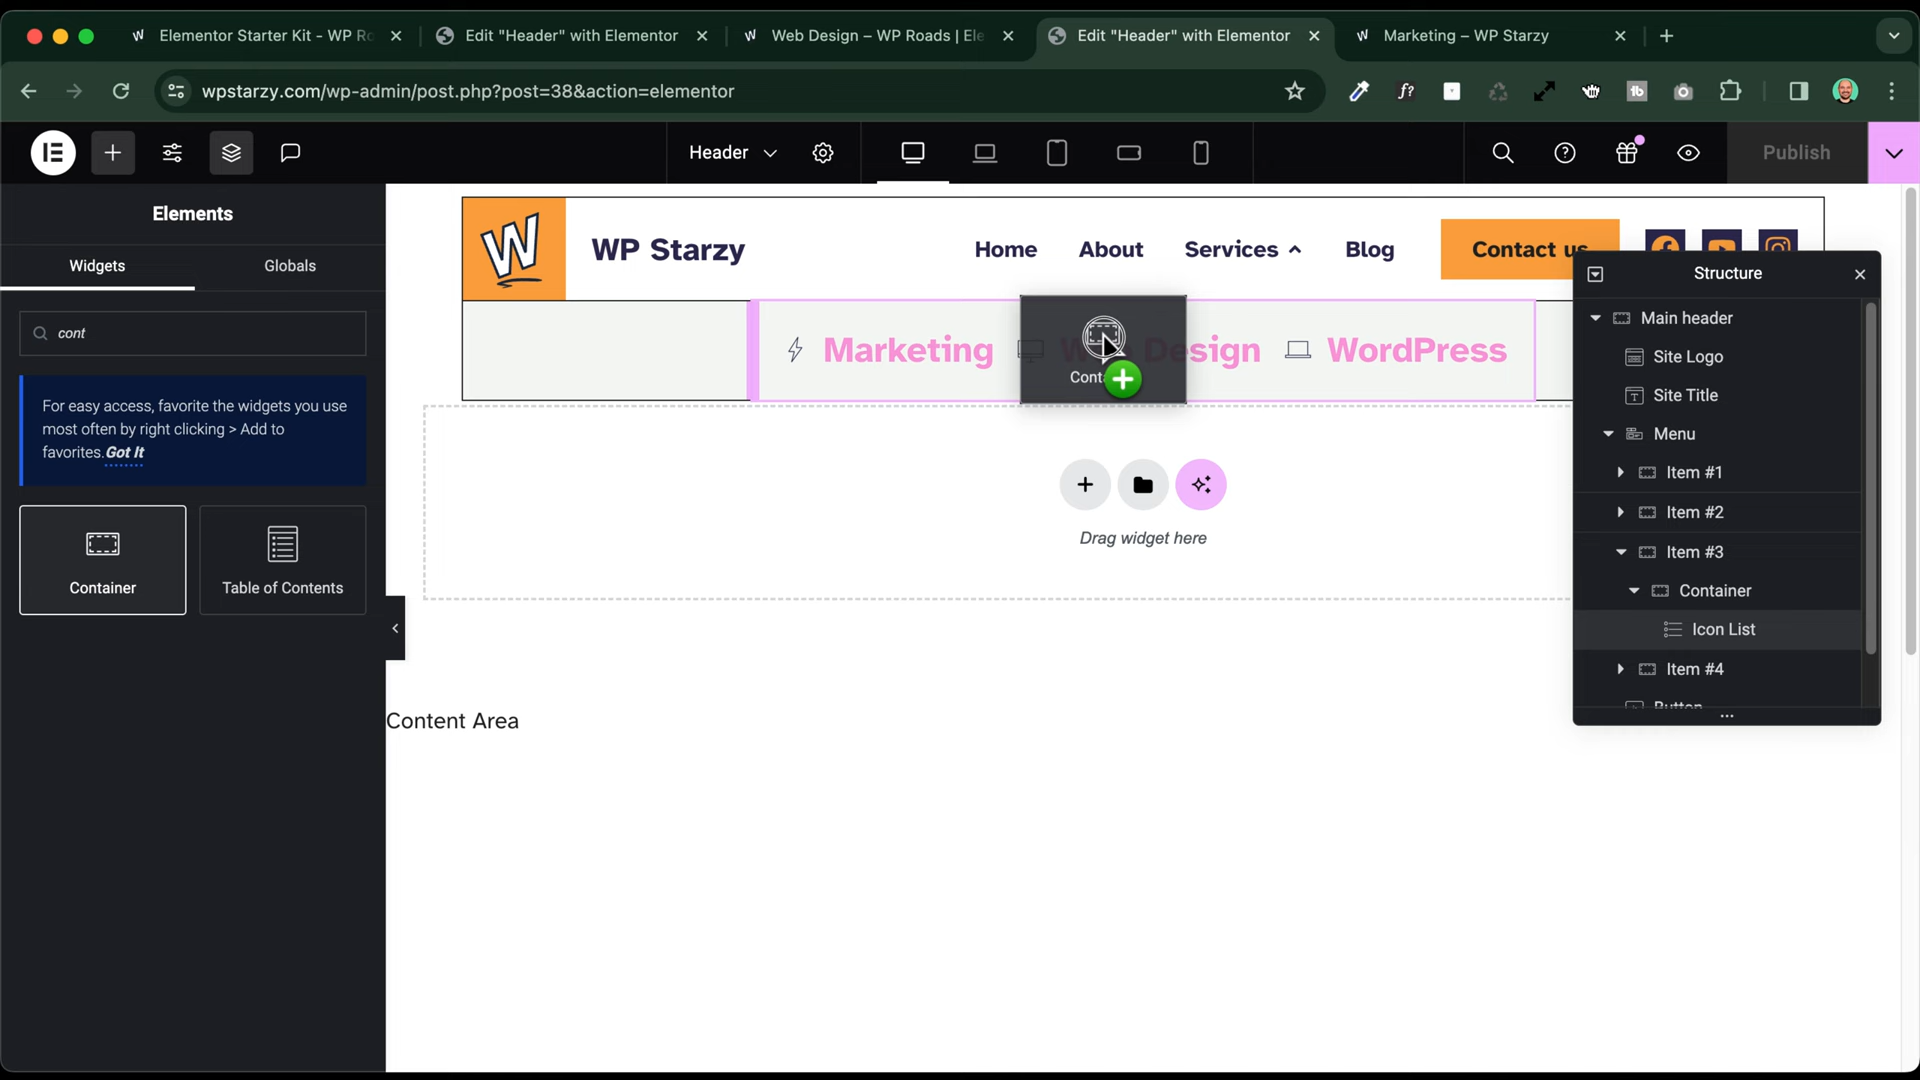 Elementor Starter Kit - WP Ro
Edit "Header" with Elementor
Web Design – WP Roads | Ele
Edit "Header" with Elementor
Marketing – WP Starzy
wpstarzy.com/wp-admin/post.php?post=38&action=elementor
Header
Publish
Elements
Widgets
Globals
cont
For easy access, favorite the widgets you use
most often by right clicking > Add to
favorites. Got It
Container
Table of Contents
W
WP Starzy
Home
About
Services
Blog
Contact us
Marketing
Design
WordPress
Drag widget here
Content Area
Structure
Main header
Site Logo
Site Title
Menu
Item #1
Item #2
Item #3
Container
Icon List
Item #4
Button